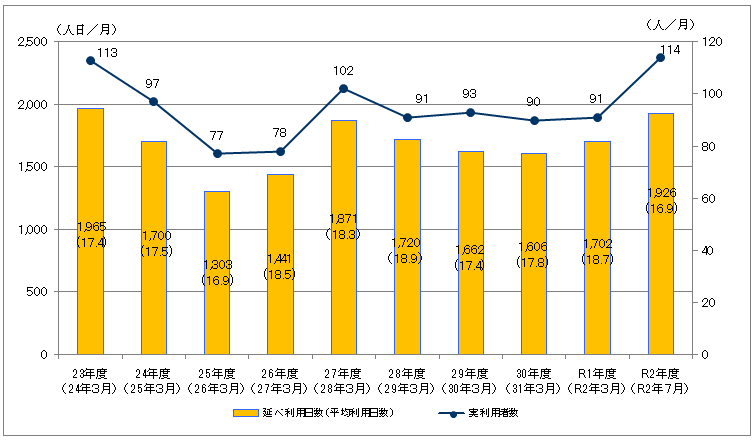 （人日／月）
（人／月）
2,500
2,000
1,500
1,000
500
0
120
100
80
60
40
20
0
113
97
77
78
102
91
93
90
91
114
1,965
(17.4)
1,700
(17.5)
1,303
(16.9)
1,441
(18.5)
1,871
(18.3)
1,720
(18.9)
1,662
(17.4)
1,606
(17.8)
1,702
(18.7)
1,926
(16.9)
23年度
（24年3月）
24年度
（25年3月）
25年度
（26年3月）
26年度
（27年3月）
27年度
（28年3月）
28年度
（29年3月）
29年度
（30年3月）
30年度
（31年3月）
R1年度
（R2年3月）
R2年度
（R2年7月）
延べ利用日数（平均利用日数）
実利用者数